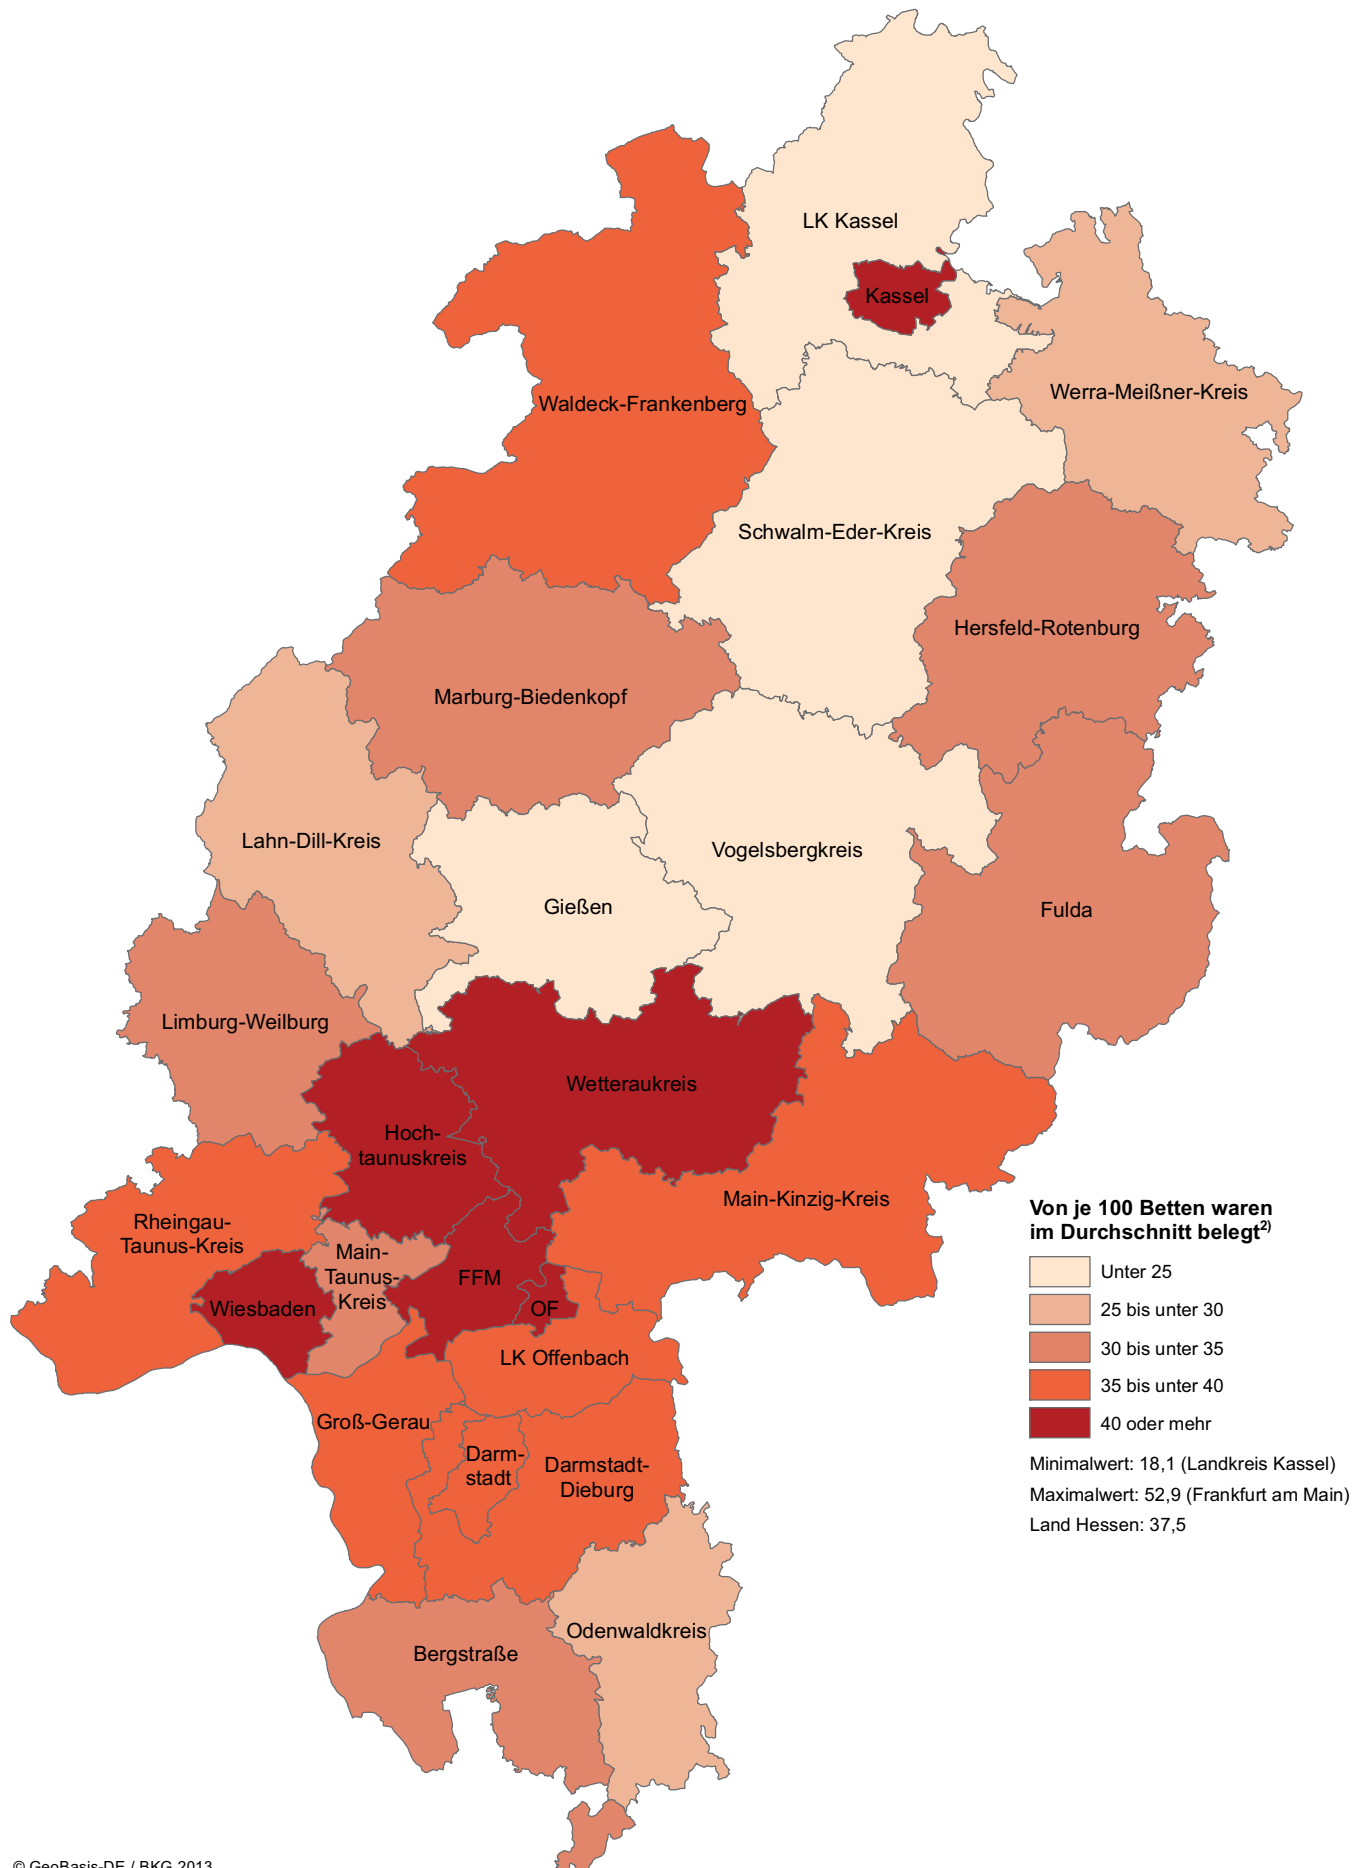 LK Kassel
Kassel
Werra-Meißner-Kreis
Waldeck-Frankenberg
Schwalm-Eder-Kreis
Hersfeld-Rotenburg
Marburg-Biedenkopf
Lahn-Dill-Kreis
Vogelsbergkreis
Gießen
Fulda
Limburg-Weilburg
Wetteraukreis
Hoch-
taunuskreis
Main-Kinzig-Kreis
Rheingau-
Taunus-Kreis
Main-
Taunus-
Kreis
FFM
Wiesbaden
OF
LK Offenbach
Groß-Gerau
Darm-
stadt
Darmstadt-
Dieburg
Odenwaldkreis
Bergstraße
Von je 100 Betten waren
im Durchschnitt belegt2)
Unter 25
25 bis unter 30
30 bis unter 35
35 bis unter 40
40 oder mehr
Minimalwert: 18,1 (Landkreis Kassel)
Maximalwert: 52,9 (Frankfurt am Main)
Land Hessen: 37,5
© GeoBasis-DE / BKG 2013